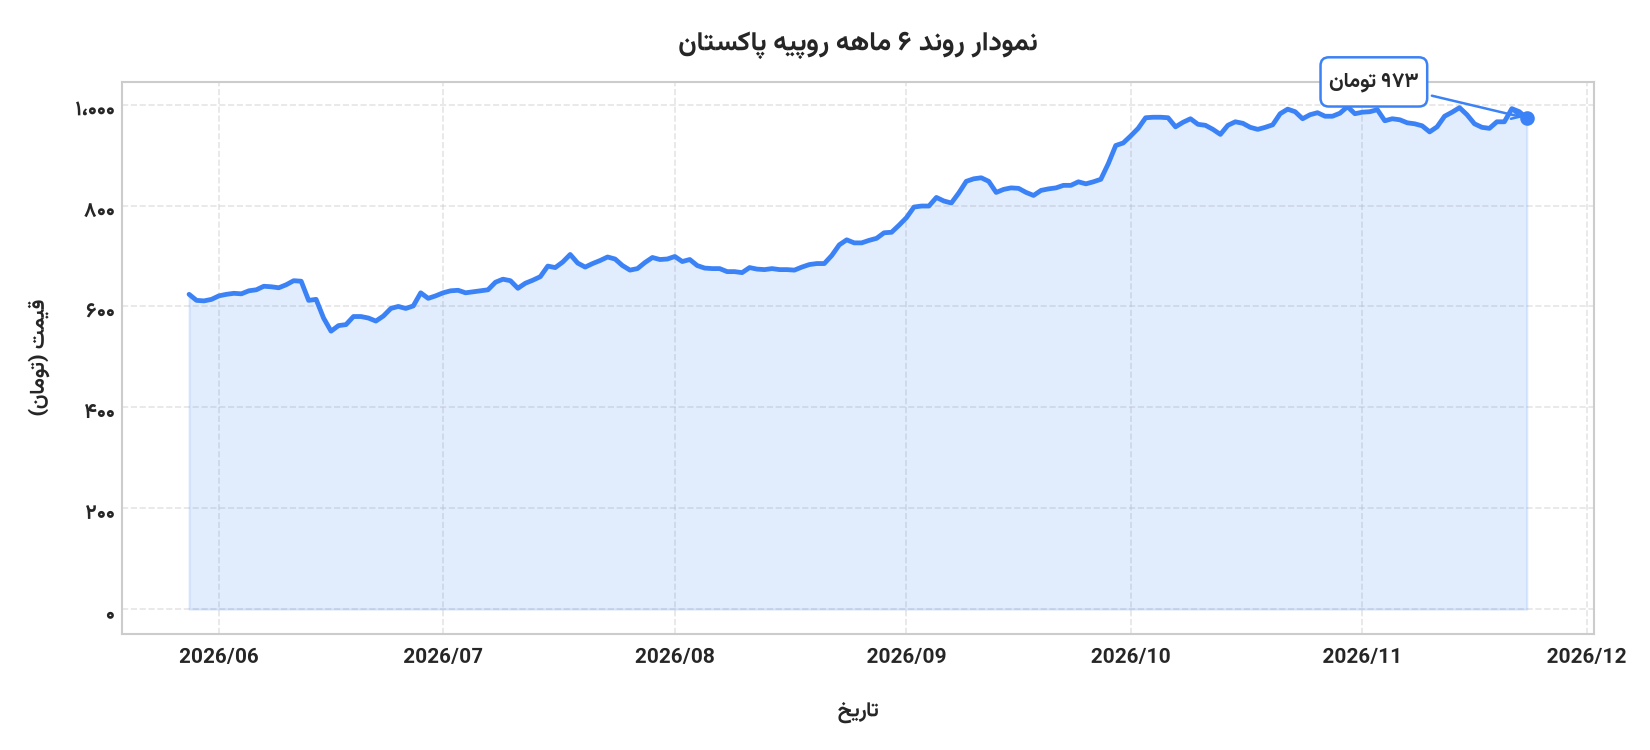 نمودار روند ۶ ماهه روپیه پاکستان
۹۷۳ تومان
۱،۰۰۰
۸۰۰
۶۰۰
۴۰۰
۲۰۰
۰
قیمت (تومان)
2026/06 2026/07 2026/08 2026/09 2026/10 2026/11 2026/12
تاریخ